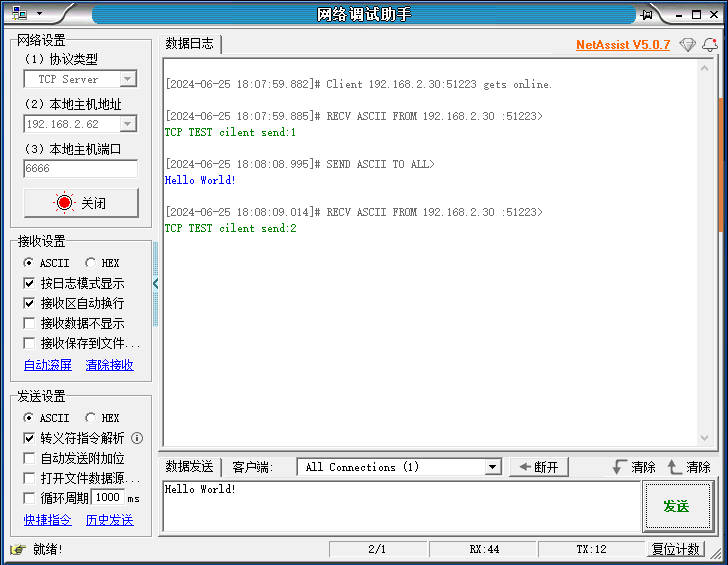 网络调试助手
网络设置
(1) 协议类型
TCP Server
(2) 本地主机地址
192.168.2.62
(3) 本地主机端口
6666
关闭
接收设置
ASCII HEX
按日志模式显示
接收区自动换行
接收数据不显示
接收保存到文件...
自动滚屏 清除接收
发送设置
ASCII HEX
转义符指令解析
自动发送附加位
打开文件数据源...
循环周期 1000 ms
快捷指令 历史发送
数据日志
NetAssist V5.0.7
[2024-06-25 18:07:59.882]# Client 192.168.2.30:51223 gets online.
[2024-06-25 18:07:59.885]# RECV ASCII FROM 192.168.2.30 :51223>
TCP TEST cilent send:1
[2024-06-25 18:08:08.995]# SEND ASCII TO ALL>
Hello World!
[2024-06-25 18:08:09.014]# RECV ASCII FROM 192.168.2.30 :51223>
TCP TEST cilent send:2
数据发送 客户端: All Connections (1) 断开 清除 清除
Hello World!
发送
就绪! 2/1 RX:44 TX:12 复位计数